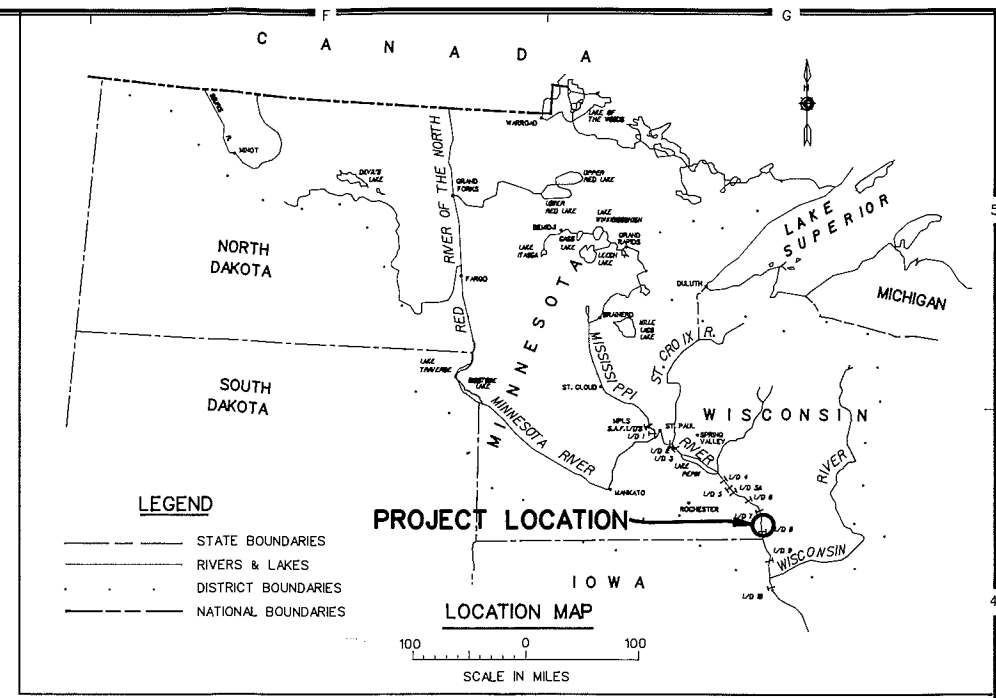 F
G
C A N A D A
N
WARROAD
LAKE OF
THE WOODS
SOURIS
R.
MINOT
DEVILS
LAKE
GRAND
FORKS
UPPER
RED LAKE
LOWER
RED LAKE
LAKE
WINNIBIGOSHISH
BEMIDJI
CASS
LAKE
GRAND
RAPIDS
LAKE
ITASCA
LEECH
LAKE
5
LAKE
SUPERIOR
NORTH
DAKOTA
RED RIVER OF THE NORTH
FARGO
DULUTH
MICHIGAN
BRAINERD
MILLE
LACS
LAKE
MINNESOTA
MISSISSIPPI
RIVER
ST. CROIX R.
LAKE
TRAVERSE
BIGSTONE
LAKE
SOUTH
DAKOTA
ST. CLOUD
WISCONSIN
MINNESOTA RIVER
MPLS
S.A.F. L/D'S
L/D 1
ST. PAUL
SPRING
VALLEY
L/D 2
L/D 3
LAKE
PEPIN
L/D 4
L/D 5
L/D 5A
L/D 6
MANKATO
ROCHESTER
L/D 7
L/D 8
WISCONSIN
RIVER
L/D 9
L/D 10
PROJECT LOCATION
IOWA
LEGEND
STATE BOUNDARIES
RIVERS & LAKES
DISTRICT BOUNDARIES
NATIONAL BOUNDARIES
4
LOCATION MAP
100 0 100
SCALE IN MILES